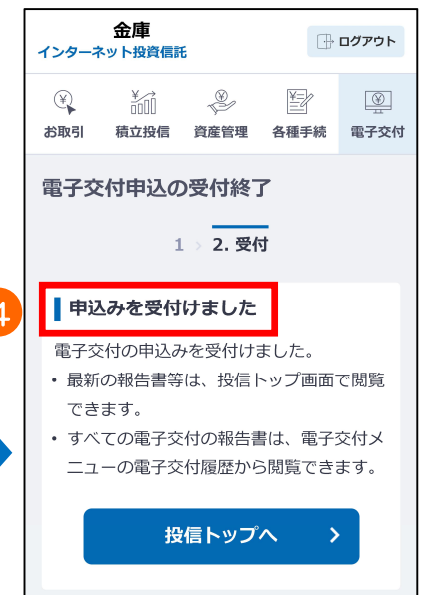 金庫
インターネット投資信託
ログアウト
お取引 積立投信 資産管理 各種手続 電子交付
電子交付申込の受付終了
1 › 2. 受付
4
申込みを受付けました
電子交付の申込みを受付けました。
・ 最新の報告書等は、投信トップ画面で閲覧
できます。
・ すべての電子交付の報告書は、電子交付メ
ニューの電子交付履歴から閲覧できます。
投信トップへ